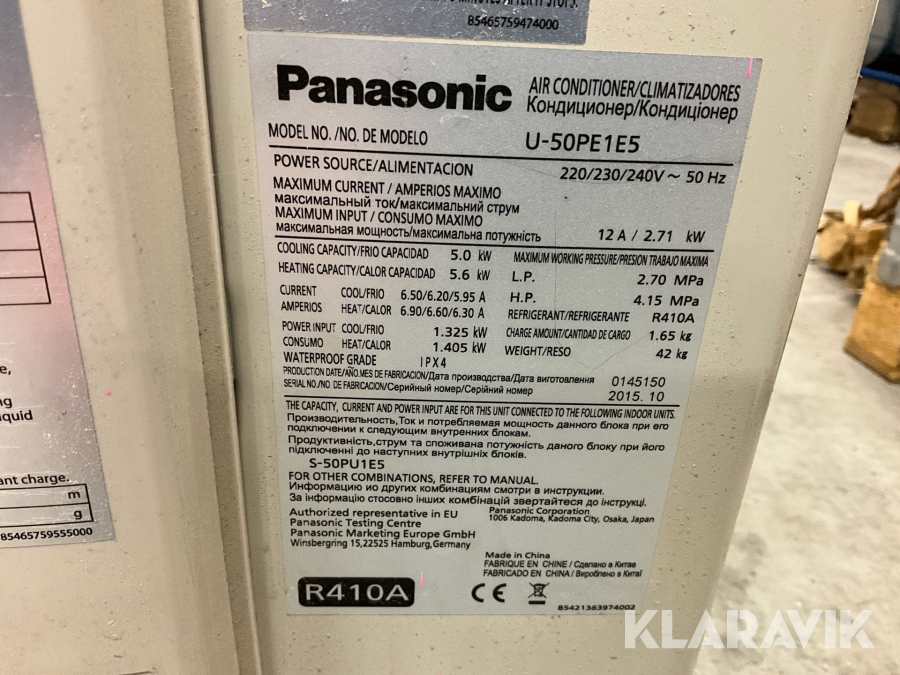 85465759474000
Panasonic
AIR CONDITIONER/CLIMATIZADORES
Кондиционер/Кондиціонер
MODEL NO./NO. DE MODELO U-50PE1E5
POWER SOURCE/ALIMENTACION 220/230/240V ~ 50 Hz
MAXIMUM CURRENT / AMPERIOS MAXIMO
максимальный ток/максимальний струм
MAXIMUM INPUT / CONSUMO MAXIMO
максимальная мощность/максимальна потужність 12 A / 2.71 kW
COOLING CAPACITY/FRIO CAPACIDAD 5.0 kW
HEATING CAPACITY/CALOR CAPACIDAD 5.6 kW
CURRENT COOL/FRIO 6.50/6.20/5.95 A
AMPERIOS HEAT/CALOR 6.90/6.60/6.30 A
POWER INPUT COOL/FRIO 1.325 kW
CONSUMO HEAT/CALOR 1.405 kW
WATERPROOF GRADE IPX4
MAXIMUM WORKING PRESSURE/PRESION TRABAJO MAXIMA
L.P. 2.70 MPa
H.P. 4.15 MPa
REFRIGERANT/REFRIGERANTE R410A
CHARGE AMOUNT/CANTIDAD DE CARGO 1.65 kg
WEIGHT/RESO 42 kg
PRODUCTION DATE/AÑO.MES DE FABRICACION/Дата производства/Дата виготовлення 0145150
SERIAL NO./NO. DE FABRICACION/Серийный номер/Серійний номер 2015. 10
THE CAPACITY, CURRENT AND POWER INPUT ARE FOR THIS UNIT CONNECTED TO THE FOLLOWING INDOOR UNITS.
Производительность,Ток и потребляемая мощность данного блока при его
подключении к следующим внутренних блокам.
Продуктивність,струм та споживана потужність даного блоку при його
підключенні до наступних внутрішніх блоків.
S-50PU1E5
FOR OTHER COMBINATIONS, REFER TO MANUAL.
Информацию ио других комбинациям смотри в инструкции.
За інформацію стосовно інших комбінацій звертайтеся до інструкці.
Authorized representative in EU
Panasonic Testing Centre
Panasonic Marketing Europe GmbH
Winsbergring 15,22525 Hamburg,Germany
Panasonic Corporation
1006 Kadoma, Kadoma City, Osaka, Japan
Made in China
FABRIQUE EN CHINE / Сделано в Китае
FABRICADO EN CHINA / Вироблено в Китаї
R410A
CE
85421383974002
e,
ng
iquid
ant charge.
m
g
85465759555000
KLARAVIK